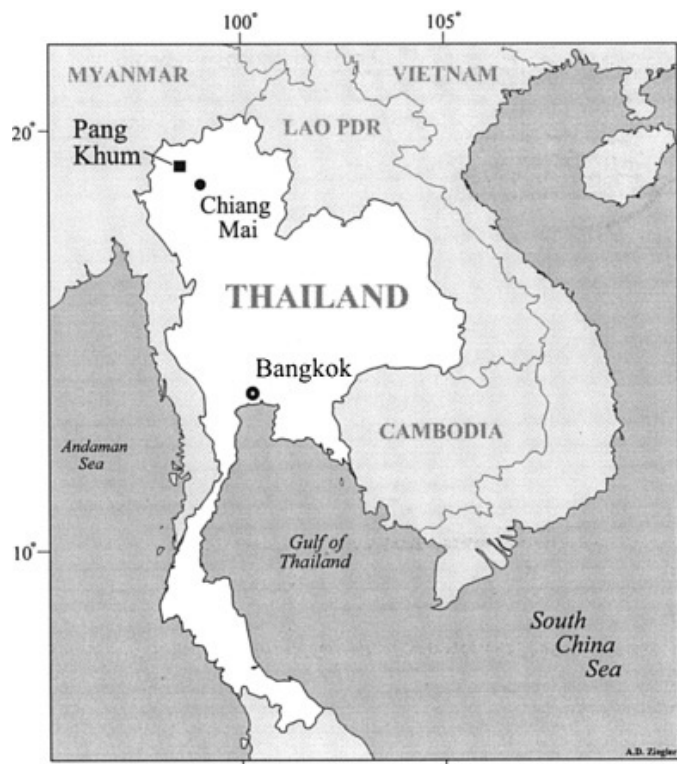 100°
105°
MYANMAR
VIETNAM
20°
Pang
Khum
LAO PDR
Chiang
Mai
THAILAND
Bangkok
Andaman
Sea
CAMBODIA
10°
Gulf of
Thailand
South
China
Sea
A.D. Ziegler